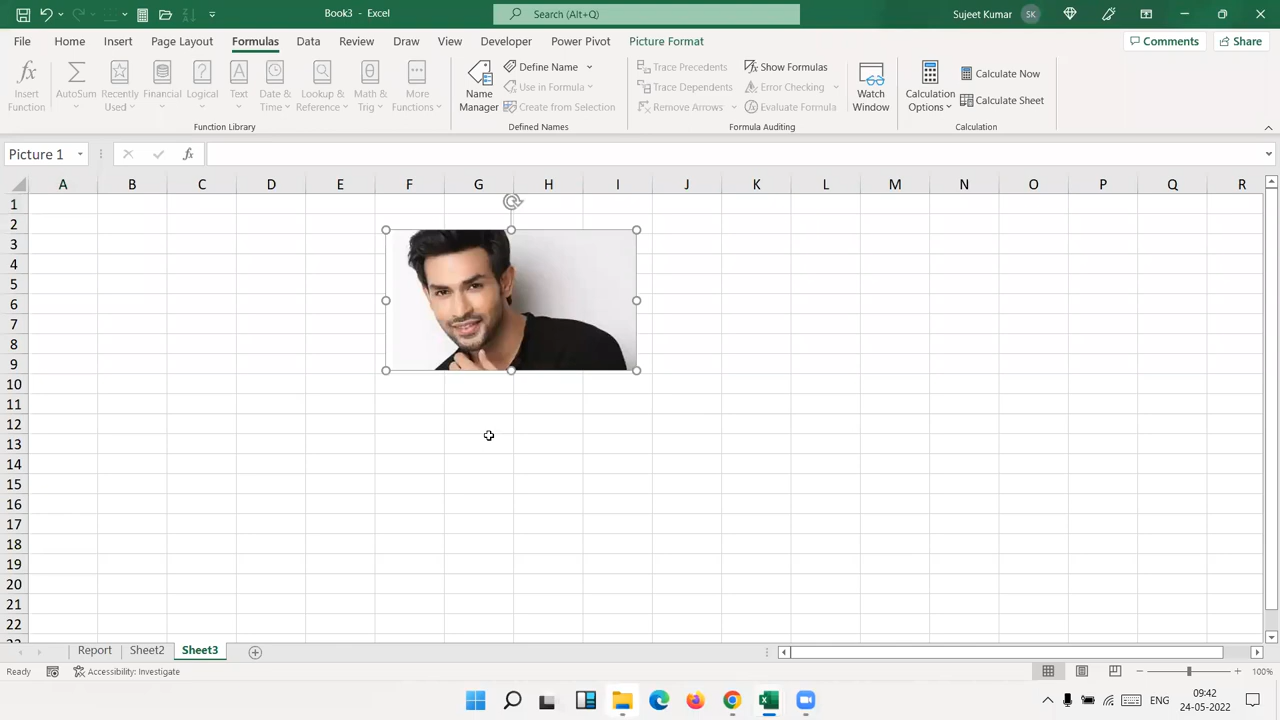 Book3 - Excel
Search (Alt+Q)
Sujeet Kumar
SK
File
Home
Insert
Page Layout
Formulas
Data
Review
Draw
View
Developer
Power Pivot
Picture Format
Comments
Share
Insert Function
AutoSum
Recently Used
Financial
Logical
Text
Date & Time
Lookup & Reference
Math & Trig
More Functions
Function Library
Name Manager
Define Name
Use in Formula
Create from Selection
Defined Names
Trace Precedents
Trace Dependents
Remove Arrows
Show Formulas
Error Checking
Evaluate Formula
Formula Auditing
Watch Window
Calculation Options
Calculate Now
Calculate Sheet
Calculation
Picture 1
fx
A B C D E F G H I J K L M N O P Q R
1
2
3
4
5
6
7
8
9
10
11
12
13
14
15
16
17
18
19
20
21
22
Report
Sheet2
Sheet3
Ready
Accessibility: Investigate
100%
ENG
09:42
24-05-2022